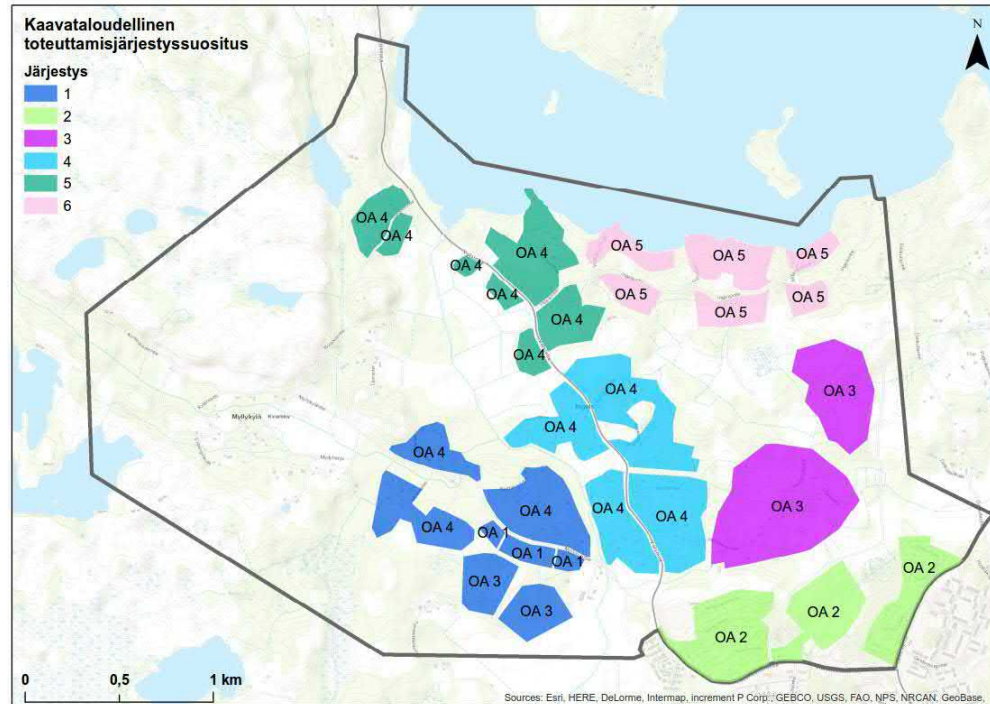 Kaavataloudellinen
toteuttamisjärjestyssuositus
Järjestys
1
2
3
4
5
6
N
OA 4
OA 4
OA 4
OA 4
OA 5
OA 5
OA 5
OA 4
OA 5
OA 5
OA 5
OA 4
OA 4
OA 4
OA 3
Myllykylä
OA 4
OA 4
OA 4
OA 4
OA 4
OA 4
OA 3
OA 4
OA 1
OA 1
OA 1
OA 3
OA 3
OA 2
OA 2
OA 2
0 0,5 1 km
Sources: Esri, HERE, DeLorme, Intermap, increment P Corp., GEBCO, USGS, FAO, NPS, NRCAN, GeoBase,